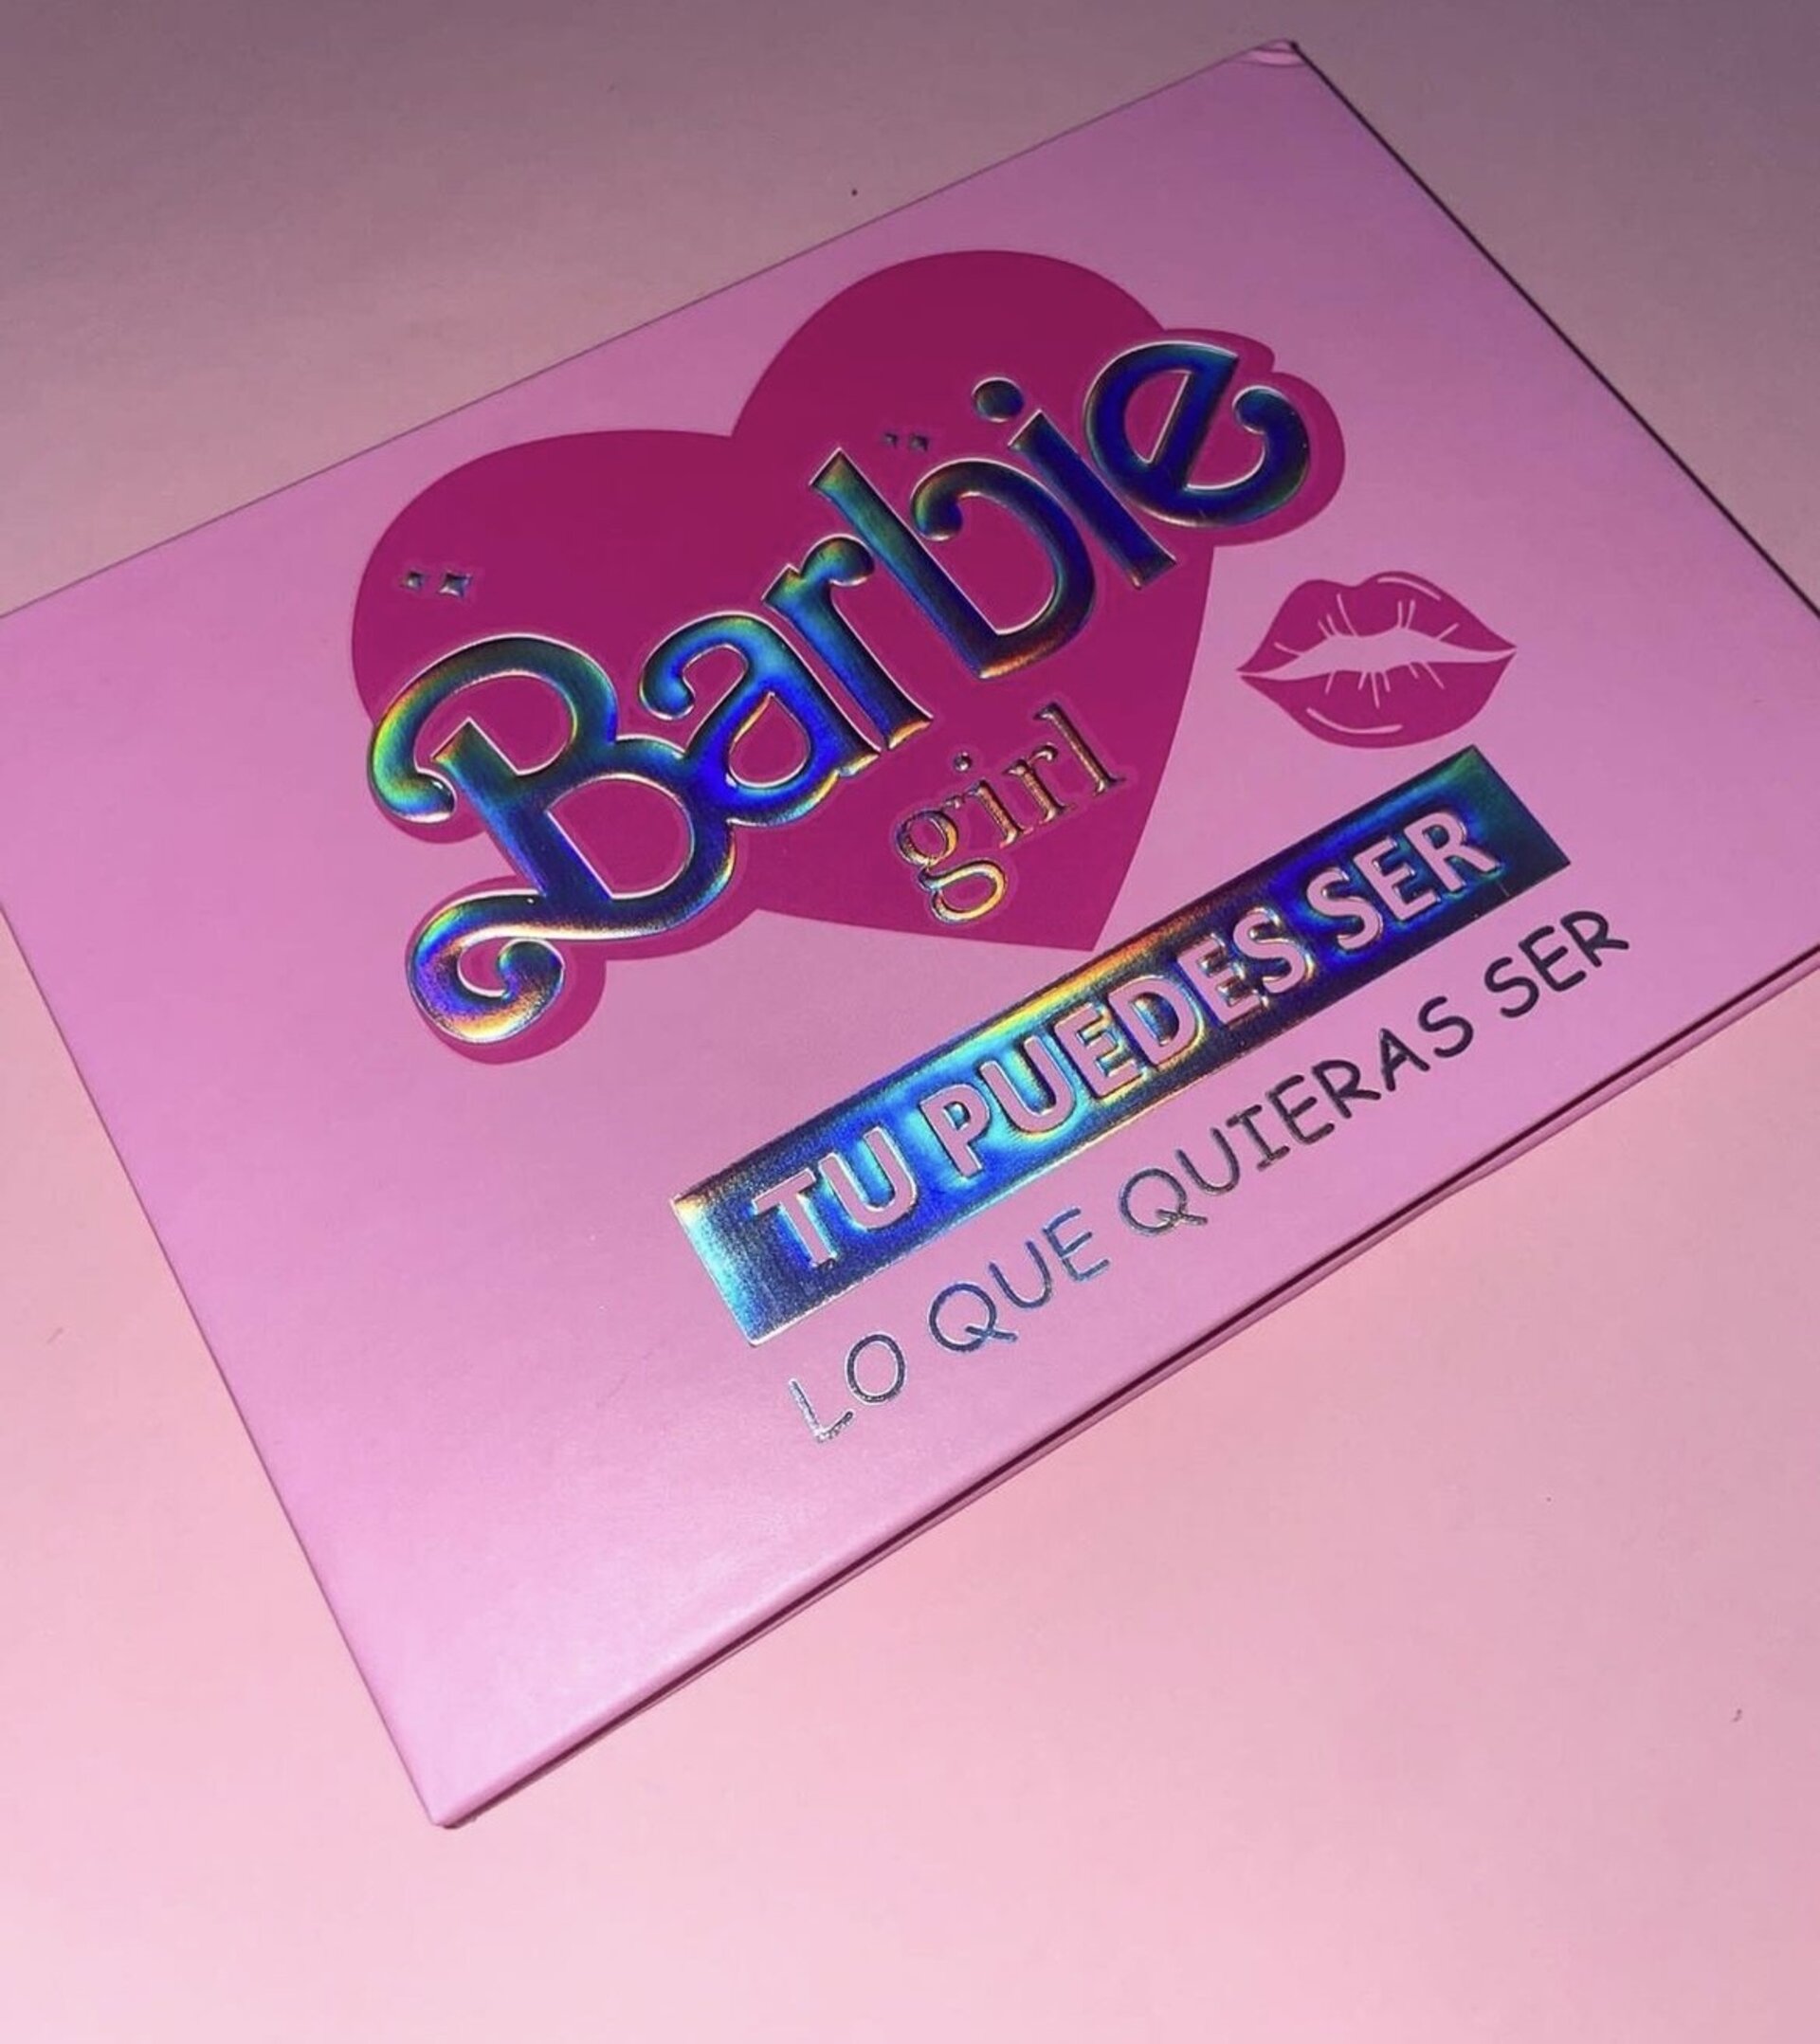 Barbie
girl
TU PUEDES SER
LO QUE QUIERAS SER